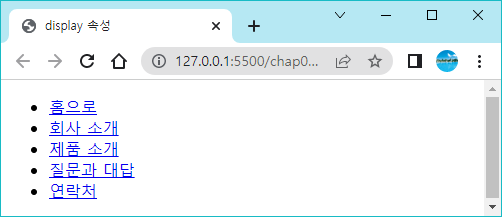 display 속성
127.0.0.1:5500/chap0...
홈으로
회사 소개
제품 소개
질문과 대답
연락처